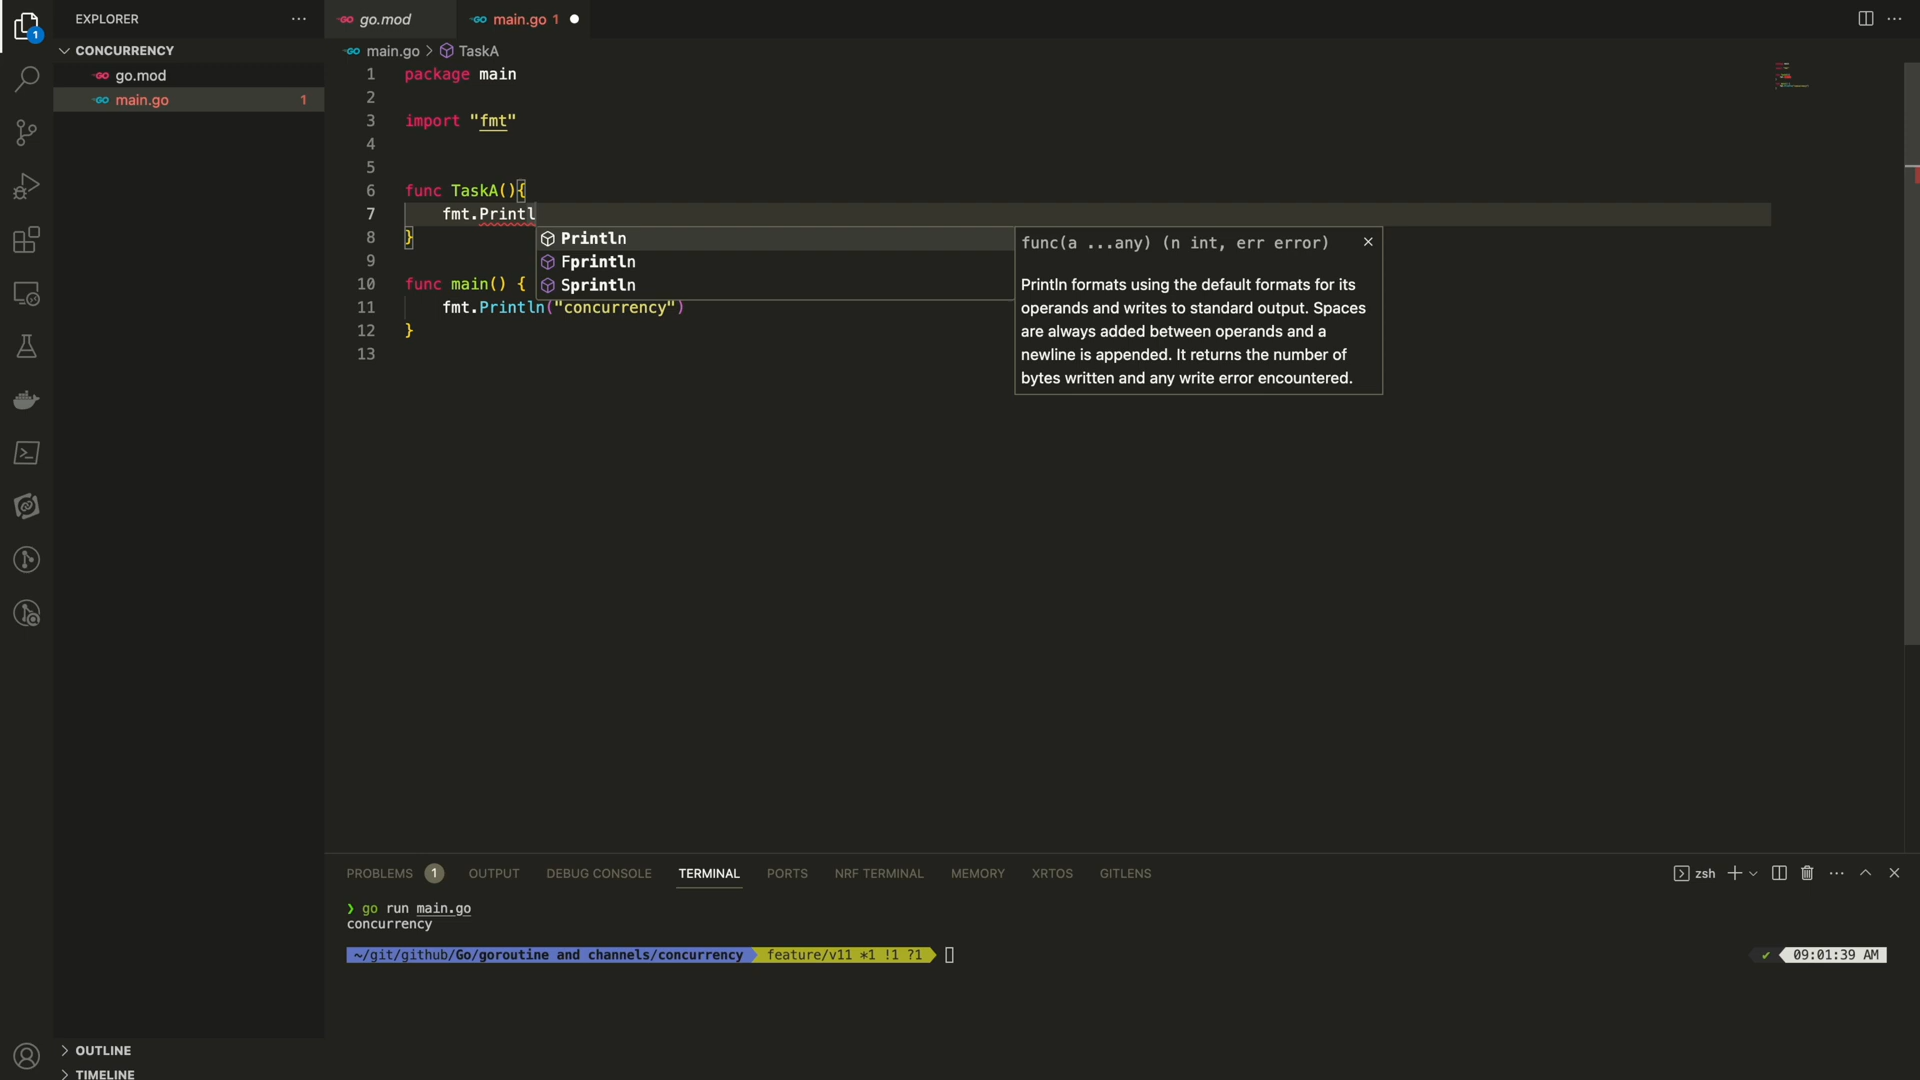 EXPLORER
go.mod
main.go 1
CONCURRENCY
main.go > TaskA
go.mod
main.go 1
1 package main
2
3 import "fmt"
4
5
6 func TaskA(){
7 fmt.Printl
8 }
9
10 func main() {
11 fmt.Println("concurrency")
12 }
13
Println
Fprintln
Sprintln
func(a ...any) (n int, err error)
Println formats using the default formats for its
operands and writes to standard output. Spaces
are always added between operands and a
newline is appended. It returns the number of
bytes written and any write error encountered.
1
PROBLEMS 1 OUTPUT DEBUG CONSOLE TERMINAL PORTS NRF TERMINAL MEMORY XRTOS GITLENS
zsh
❯ go run main.go
concurrency
~/git/github/Go/goroutine and channels/concurrency feature/v11 *1 !1 ?1
✔ 09:01:39 AM
OUTLINE
TIMELINE